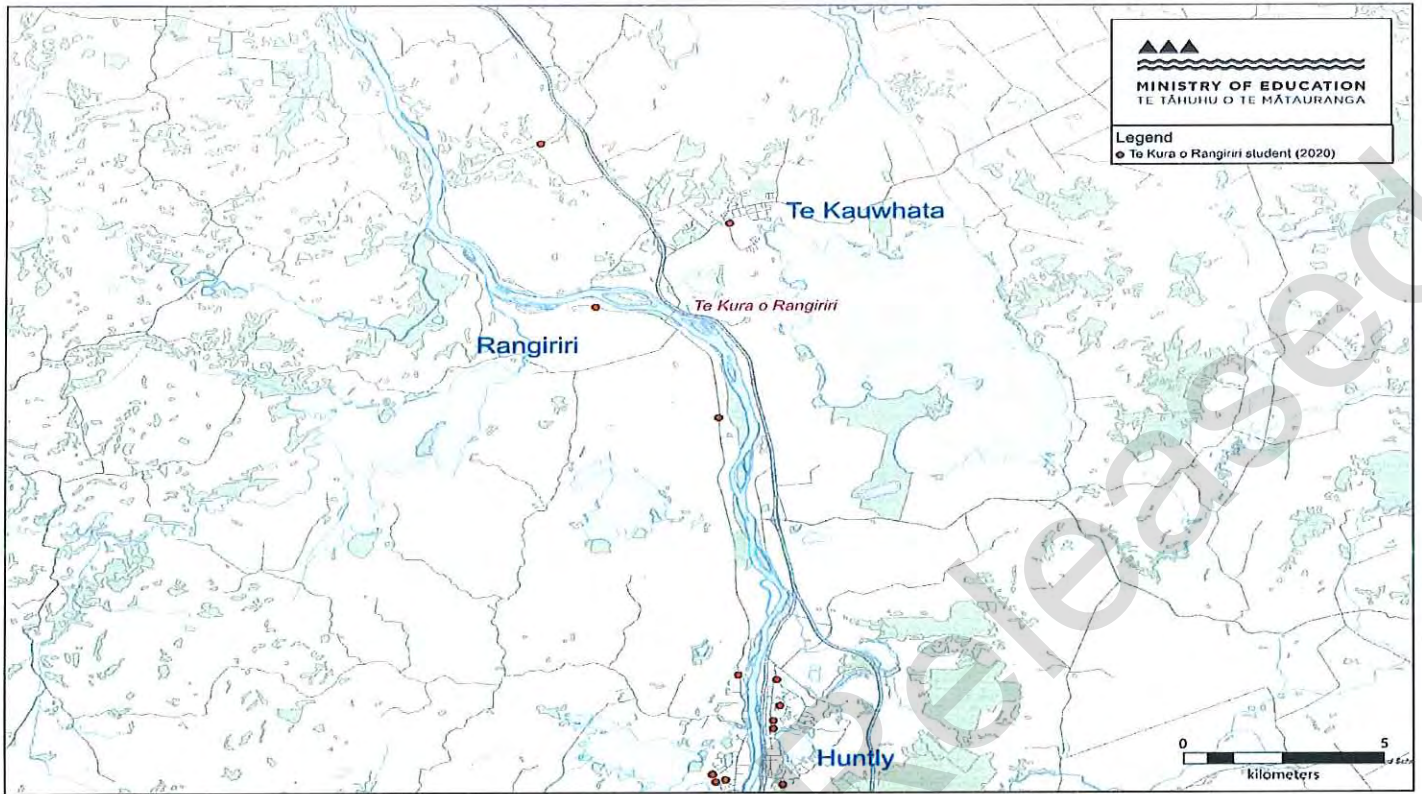 MINISTRY OF EDUCATION
TE TĀHUHU O TE MĀTAURANGA
Legend
Te Kura o Rangiriri student (2020)
Te Kauwhata
Te Kura o Rangiriri
Rangiriri
Huntly
0 5
kilometers